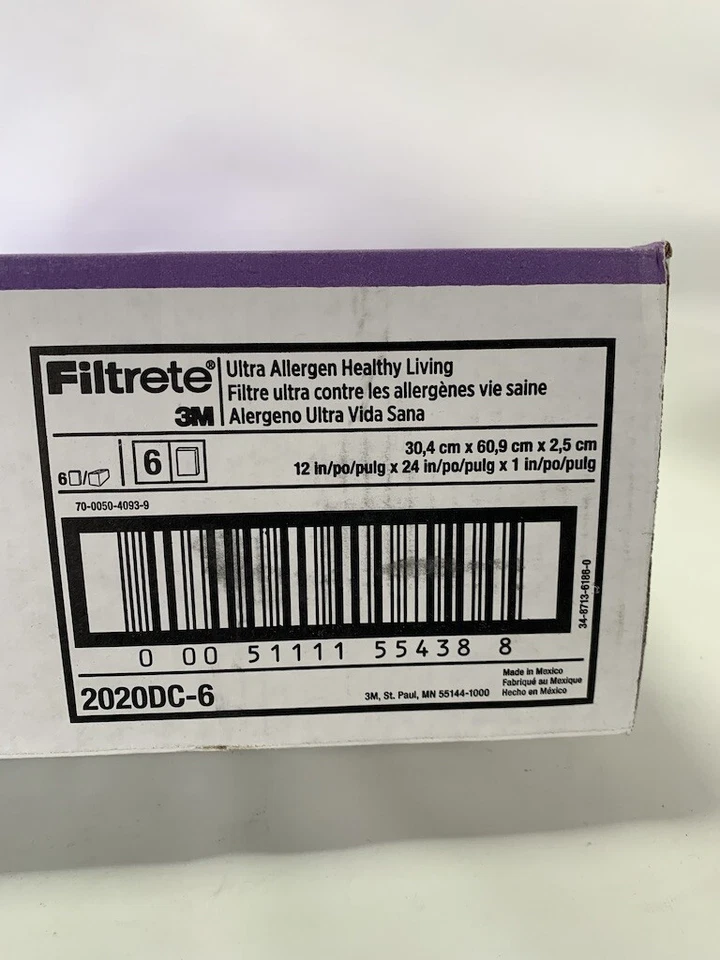 Filtrete®
3M
Ultra Allergen Healthy Living
Filtre ultra contre les allergènes vie saine
Alergeno Ultra Vida Sana
6
6
30,4 cm x 60,9 cm x 2,5 cm
12 in/po/pulg x 24 in/po/pulg x 1 in/po/pulg
70-0050-4093-9
34-8713-6186-0
0 00 51111 55438 8
2020DC-6
3M, St. Paul, MN 55144-1000
Made in Mexico
Fabriqué au Mexique
Hecho en México